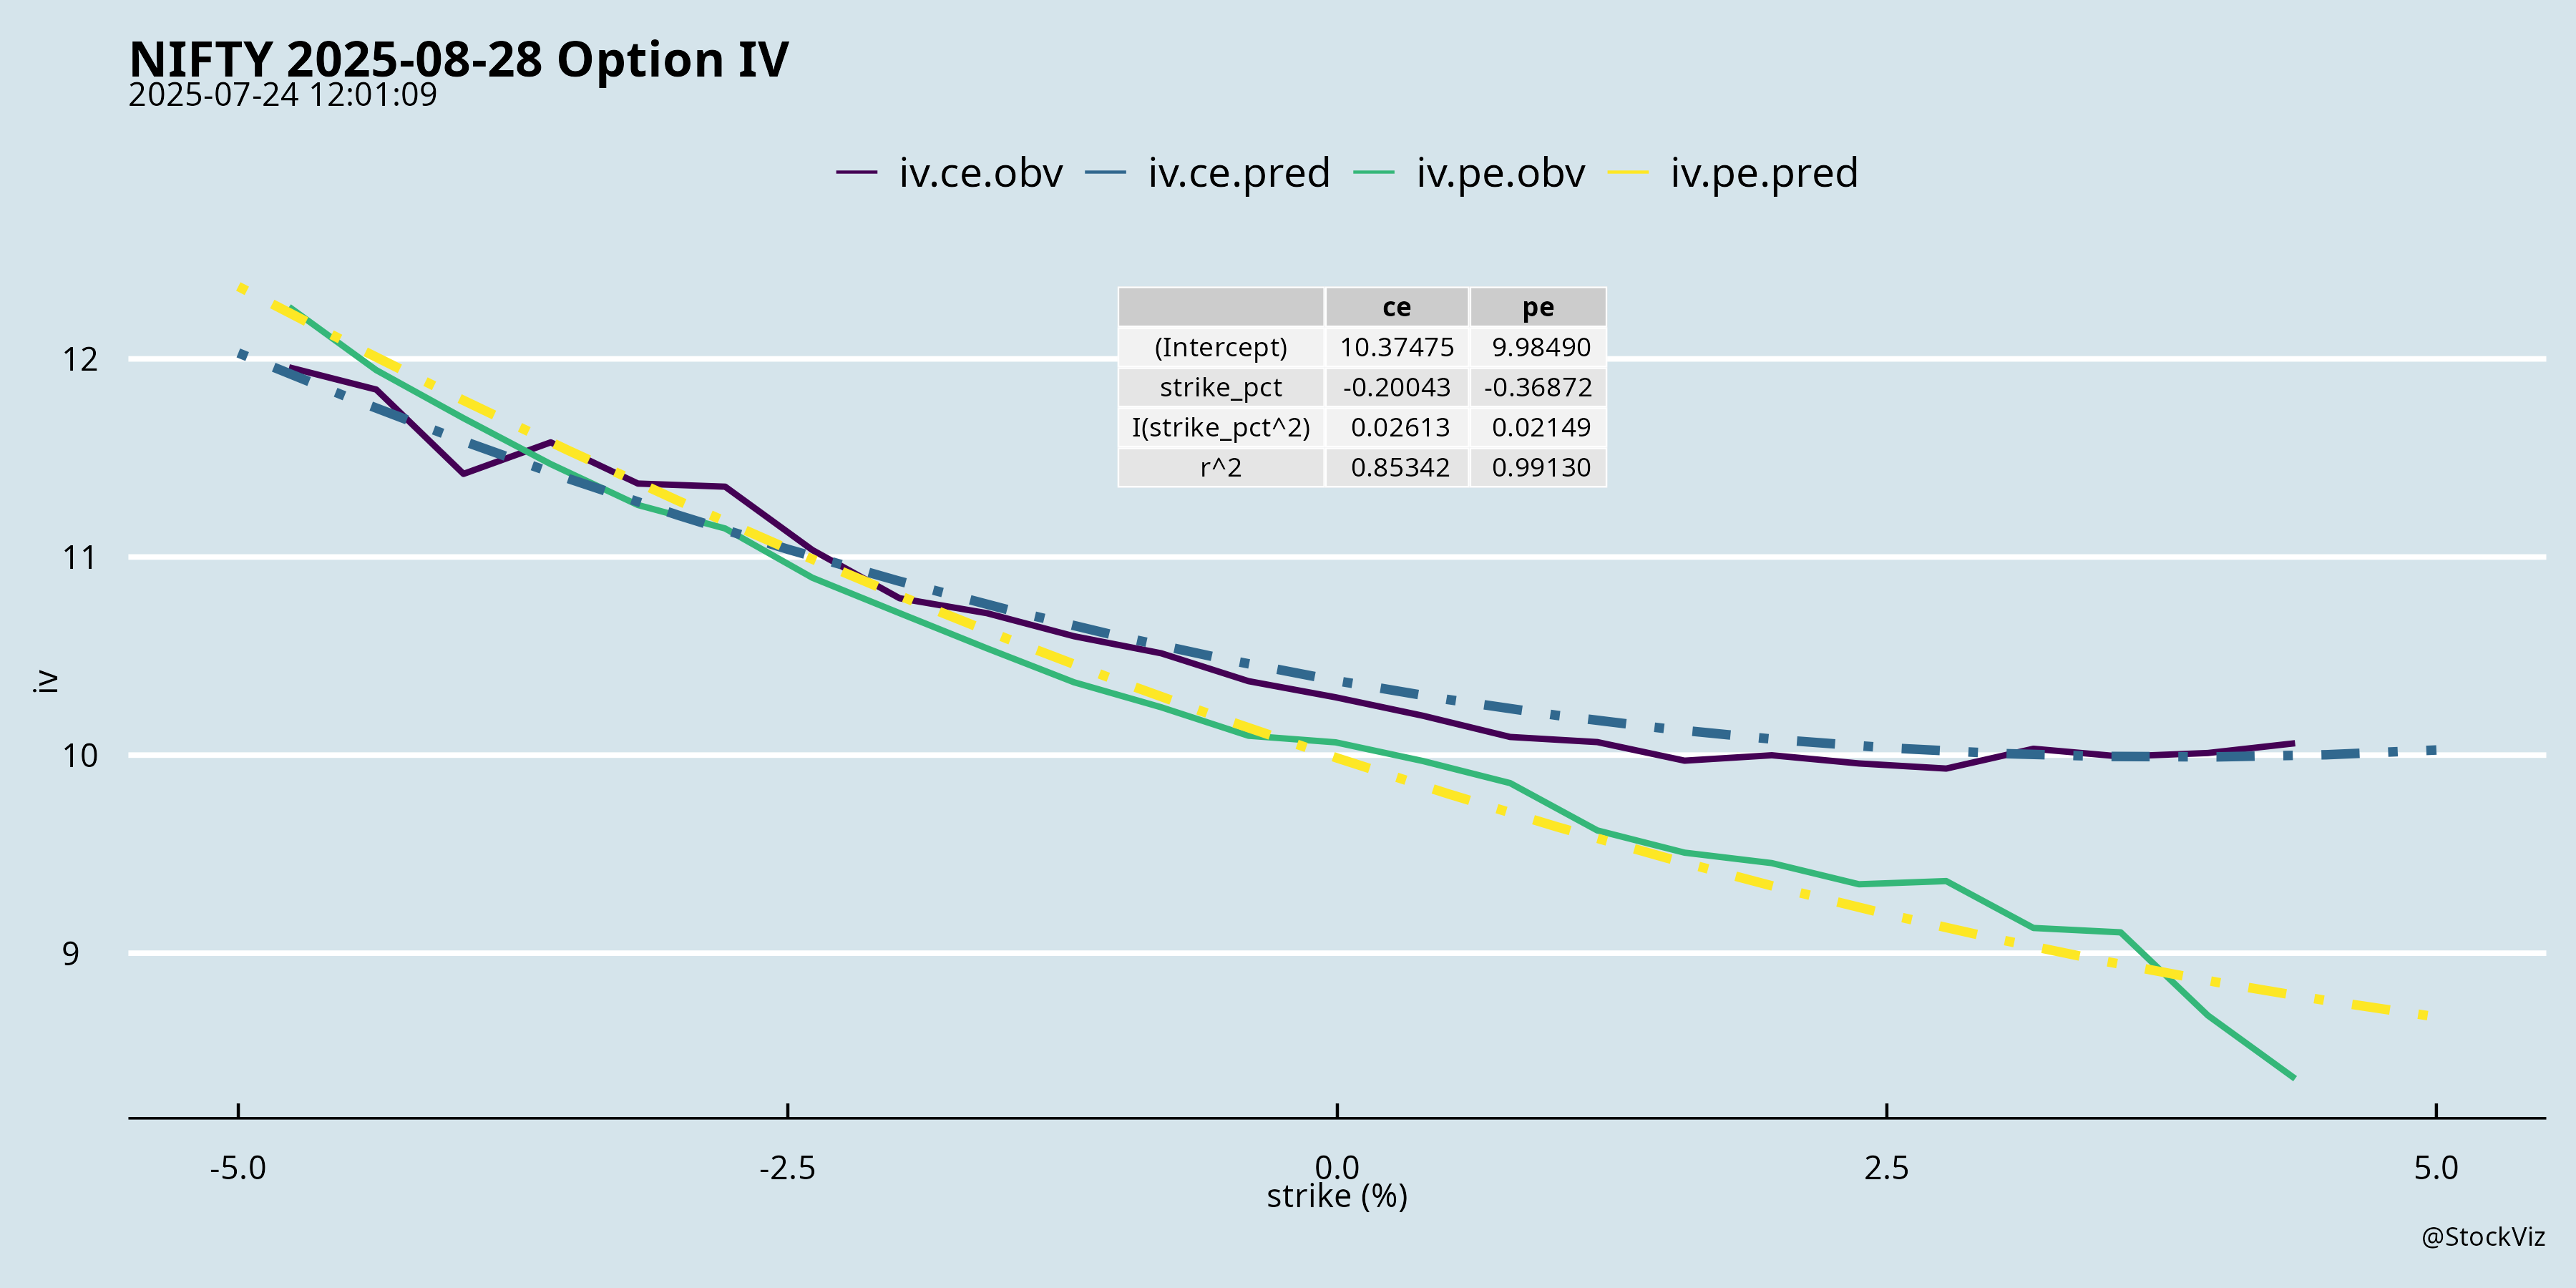 NIFTY 2025-08-28 Option IV
2025-07-24 12:01:09
iv.ce.obv iv.ce.pred iv.pe.obv iv.pe.pred
ce pe
(Intercept) 10.37475 9.98490
strike_pct -0.20043 -0.36872
I(strike_pct^2) 0.02613 0.02149
r^2 0.85342 0.99130
12
11
10
9
iv
-5.0 -2.5 0.0 2.5 5.0
strike (%)
@StockViz